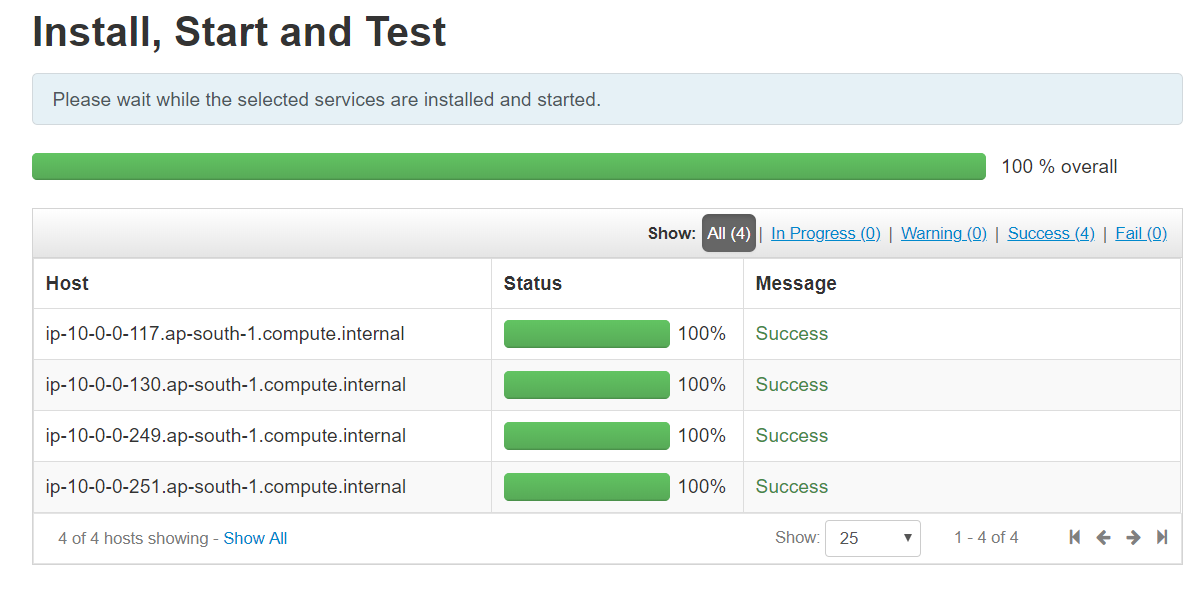 Install, Start and Test
Please wait while the selected services are installed and started.
100 % overall
Show: All (4) | In Progress (0) | Warning (0) | Success (4) | Fail (0)
Host Status Message
ip-10-0-0-117.ap-south-1.compute.internal 100% Success
ip-10-0-0-130.ap-south-1.compute.internal 100% Success
ip-10-0-0-249.ap-south-1.compute.internal 100% Success
ip-10-0-0-251.ap-south-1.compute.internal 100% Success
4 of 4 hosts showing - Show All Show: 25 1 - 4 of 4